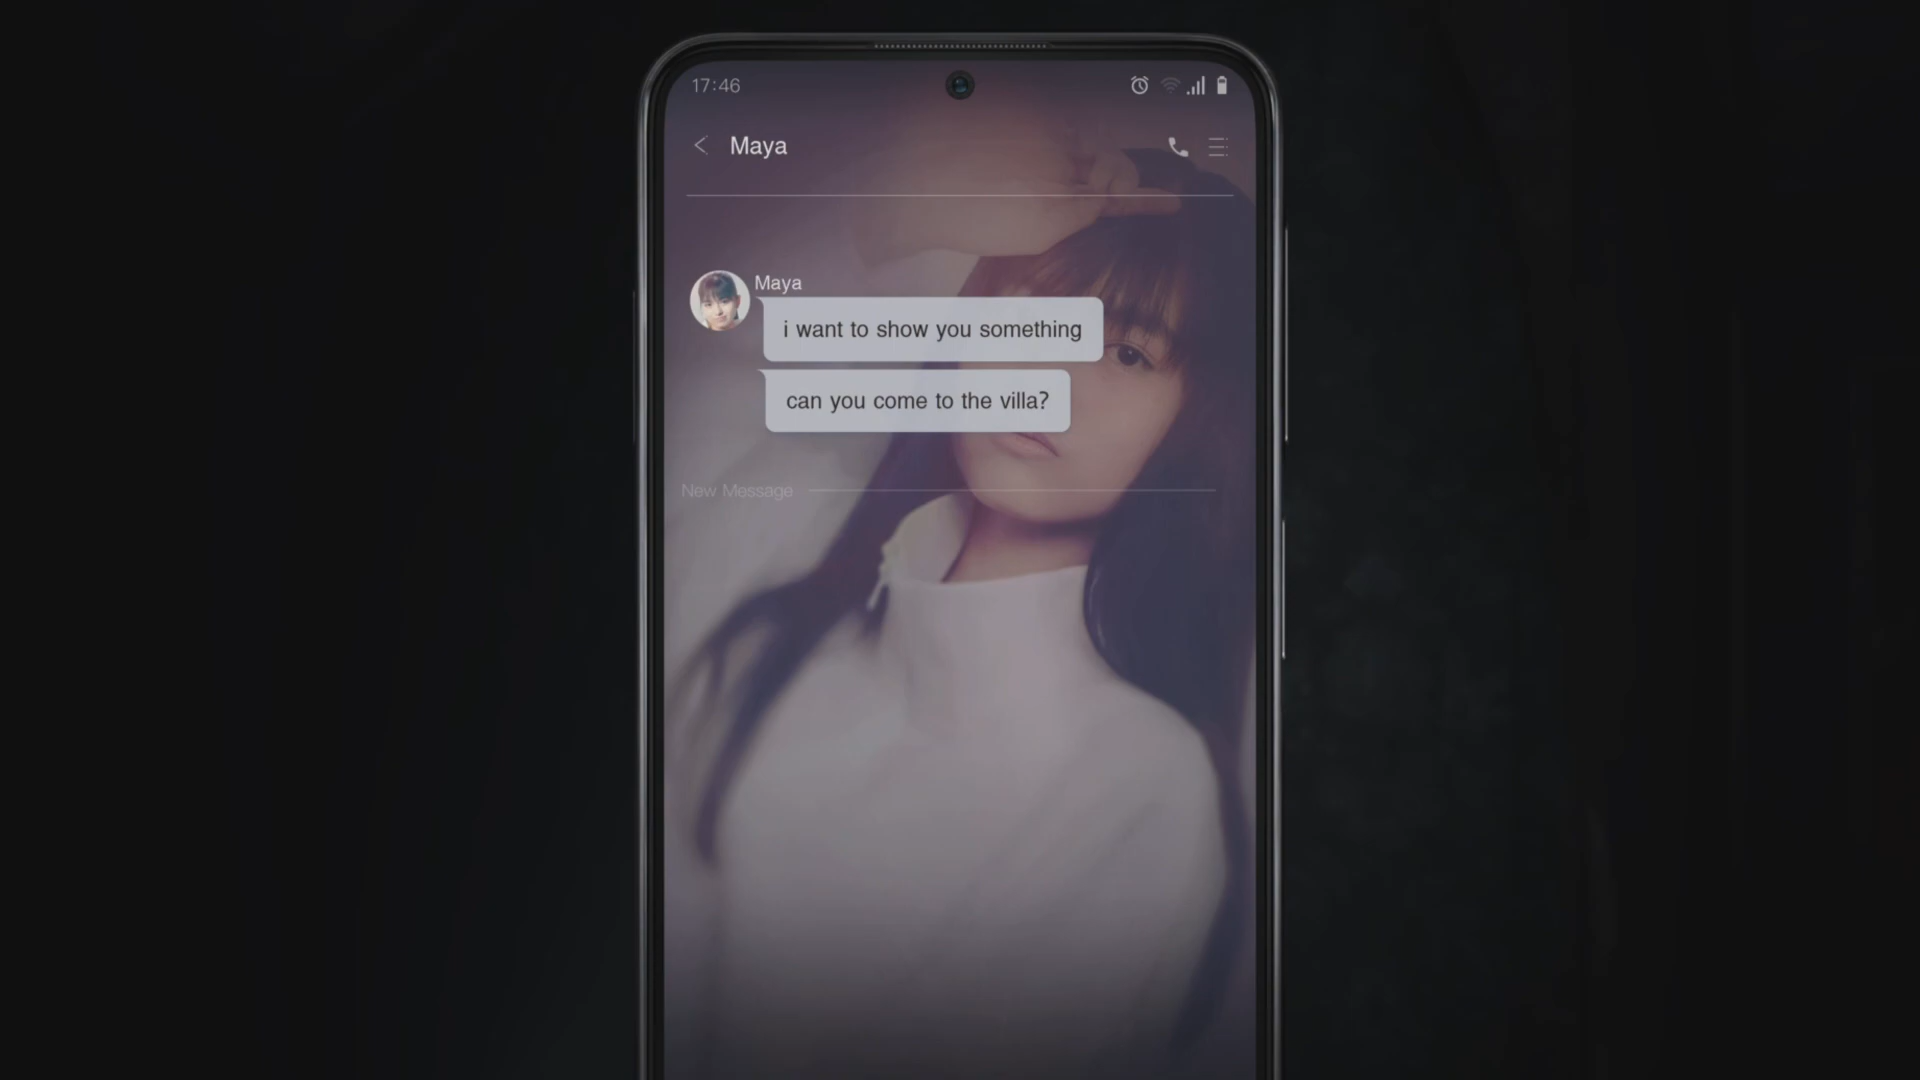 17:46
Maya
Maya
i want to show you something
can you come to the villa?
New Message